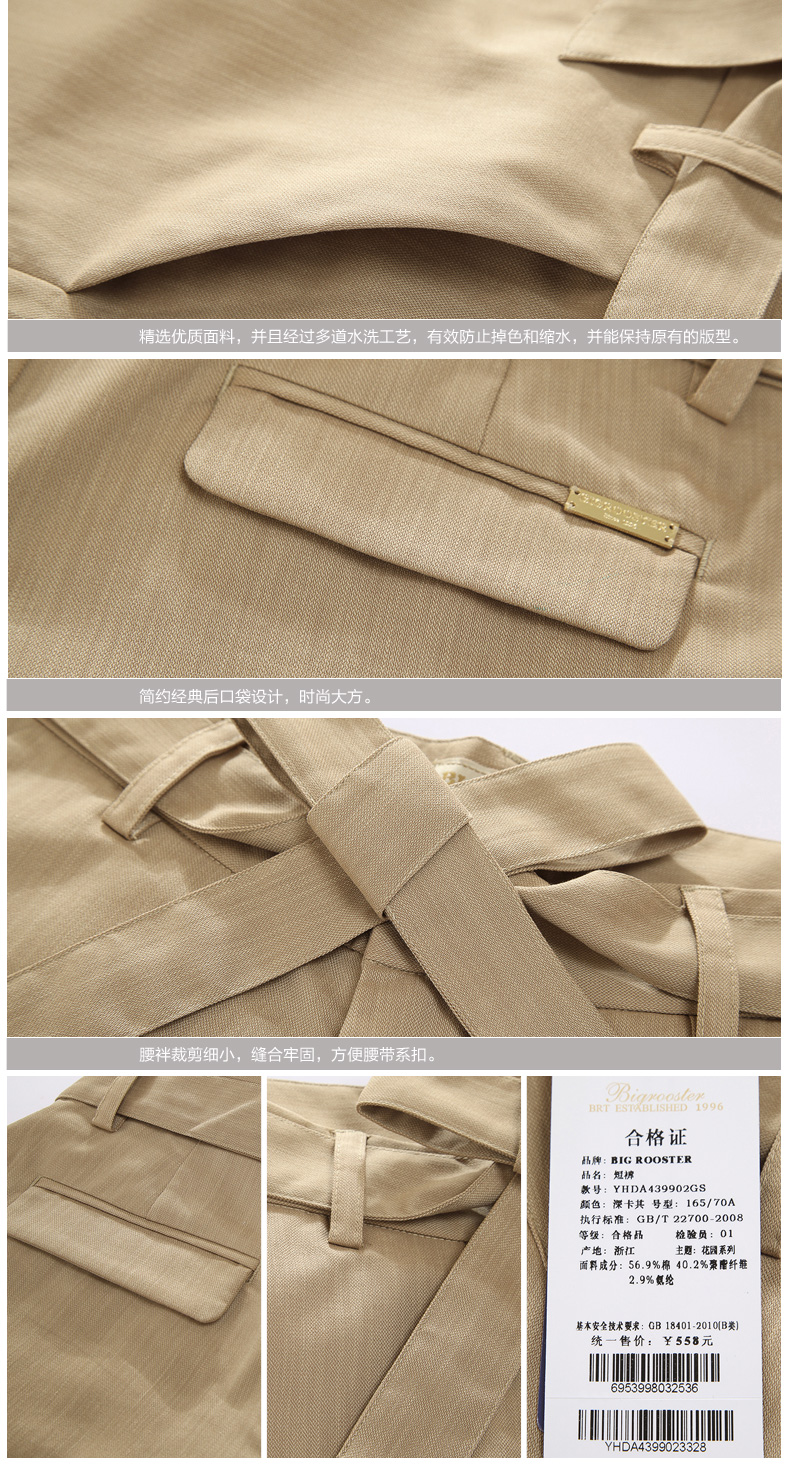 精选优质面料，并且经过多道水洗工艺，有效防止掉色和缩水，并能保持原有的版型。
BIGROOSTER
Since 1996
简约经典后口袋设计，时尚大方。
腰袢裁剪细小，缝合牢固，方便腰带系扣。
Bigrooster
BRT ESTABLISHED 1996
合格证
品牌：BIG ROOSTER
品名：短裤
款号：YHDA439902GS
颜色：深卡其 号型：165/70A
执行标准：GB/T 22700-2008
等级：合格品 检验员：01
产地：浙江 主题：花园系列
面料成分：56.9%棉 40.2%聚酯纤维
2.9%氨纶
基本安全技术要求：GB 18401-2010(B类)
统一售价：￥558元
6953998032536
YHDA4399023328